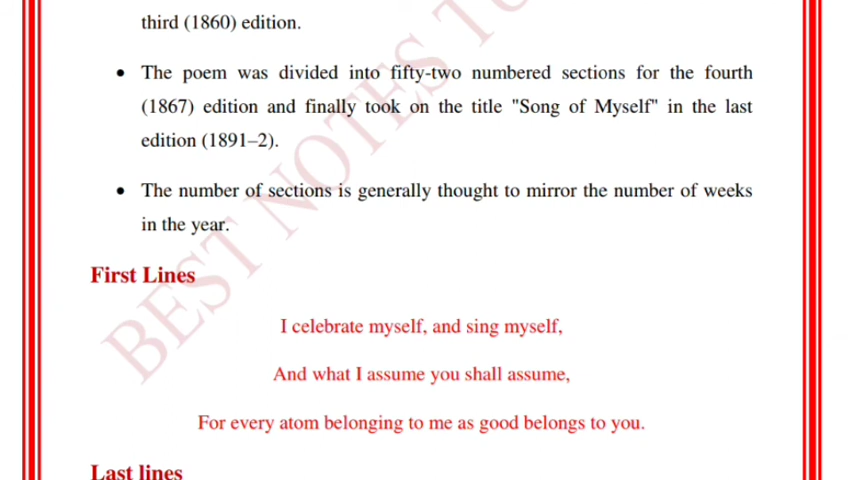 third (1860) edition.
• The poem was divided into fifty-two numbered sections for the fourth
(1867) edition and finally took on the title "Song of Myself" in the last
edition (1891–2).
• The number of sections is generally thought to mirror the number of weeks
in the year.
First Lines
I celebrate myself, and sing myself,
And what I assume you shall assume,
For every atom belonging to me as good belongs to you.
Last lines
BEST NOTES TO